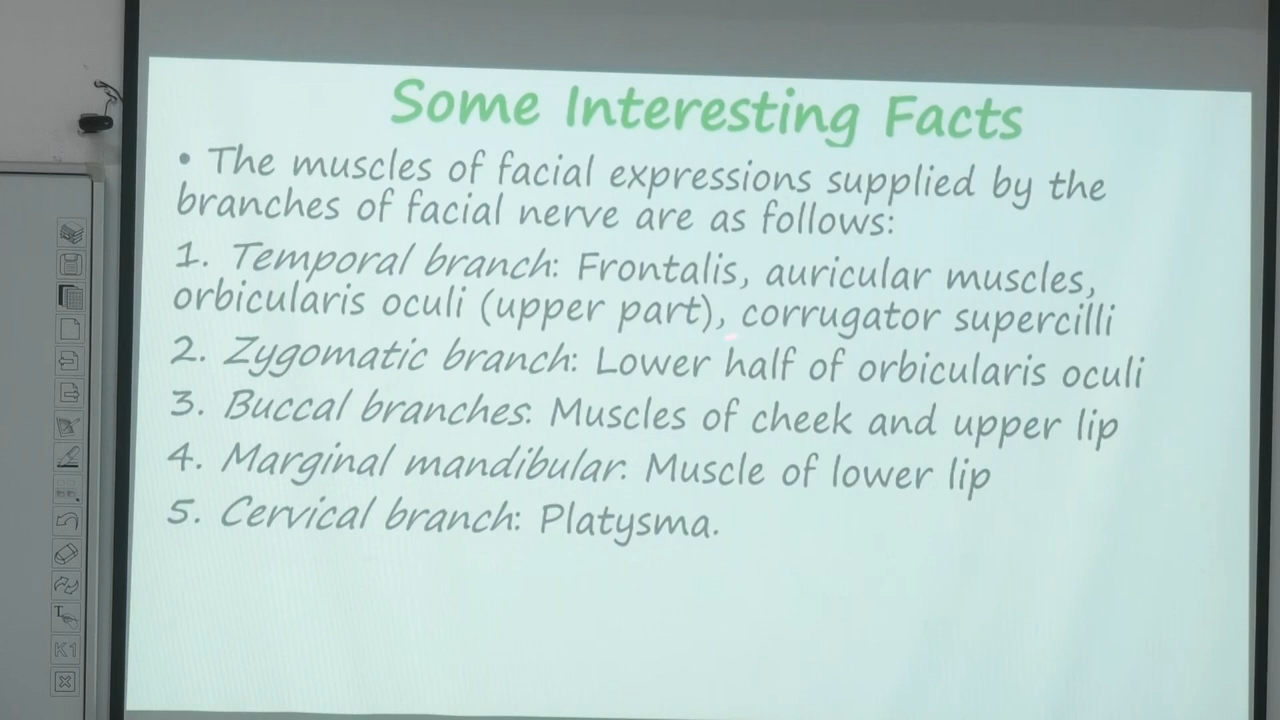 Some Interesting Facts
• The muscles of facial expressions supplied by the
branches of facial nerve are as follows:
1. Temporal branch: Frontalis, auricular muscles,
orbicularis oculi (upper part), corrugator supercilli
2. Zygomatic branch: Lower half of orbicularis oculi
3. Buccal branches: Muscles of cheek and upper lip
4. Marginal mandibular: Muscle of lower lip
5. Cervical branch: Platysma.
T
K1